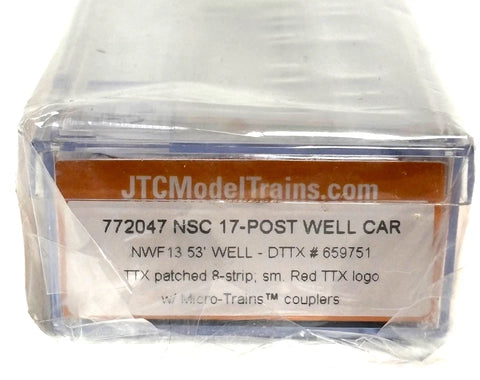 JTCModelTrains.com
772047 NSC 17-POST WELL CAR
NWF13 53' WELL - DTTX # 659751
TTX patched 8-strip; sm. Red TTX logo
w/ Micro-Trains™ couplers